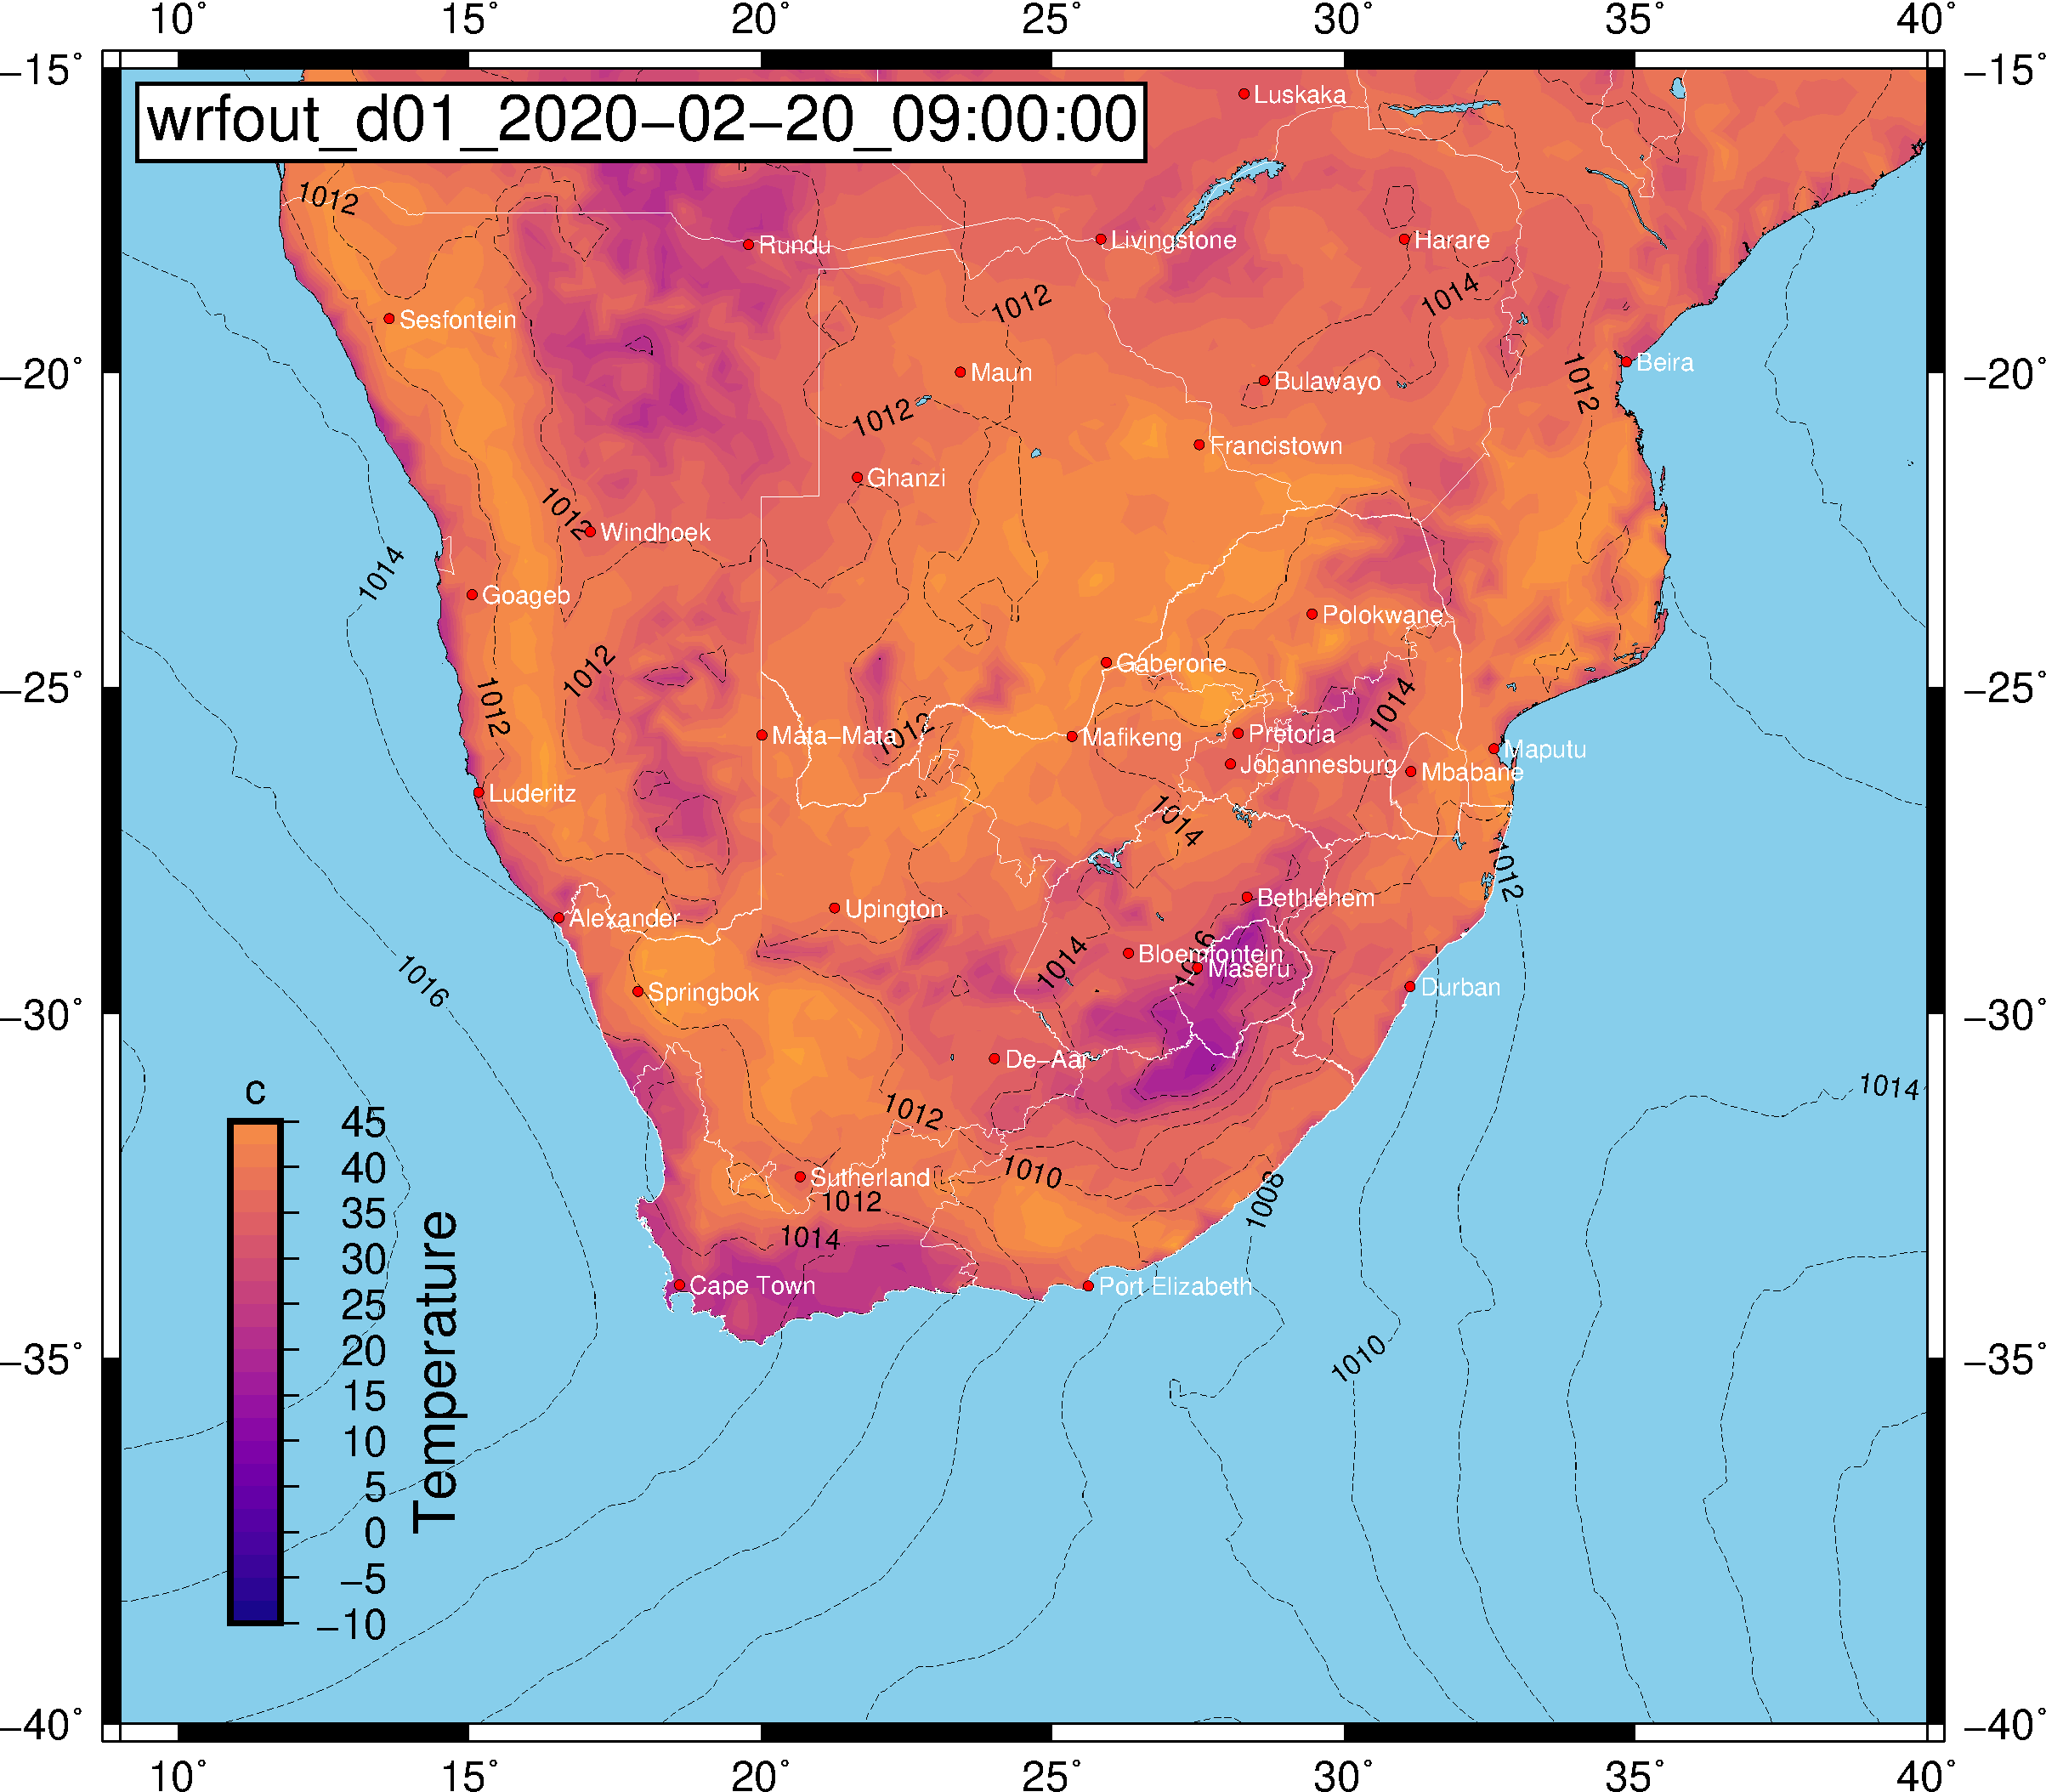 10° 15° 20° 25° 30° 35° 40°
−15° −15°
wrfout_d01_2020−02−20_09:00:00
Luskaka
1012
Rundu
Livingstone
Harare
1014
1012
Sesfontein
Beira
Maun
Bulawayo
1012
1012
Francistown
−20° −20°
Ghanzi
1012
Windhoek
1014
Goageb
Polokwane
1012
Gaberone
−25° −25°
1012
1014
Mata−Mata
1012
Mafikeng
Pretoria
Maputu
Johannesburg
Mbabane
Luderitz
1014
1012
Bethlehem
Alexander
Upington
1016
1014
Bloemfontein
1016
Maseru
Springbok
Durban
−30° −30°
De−Aar
1014
1012
1010
Sutherland
1012
1008
1014
Cape Town
Port Elizabeth
1010
−35° −35°
c
45
40
35
30
25
20
15
10
5
0
−5
−10
Temperature
−40° −40°
10° 15° 20° 25° 30° 35° 40°